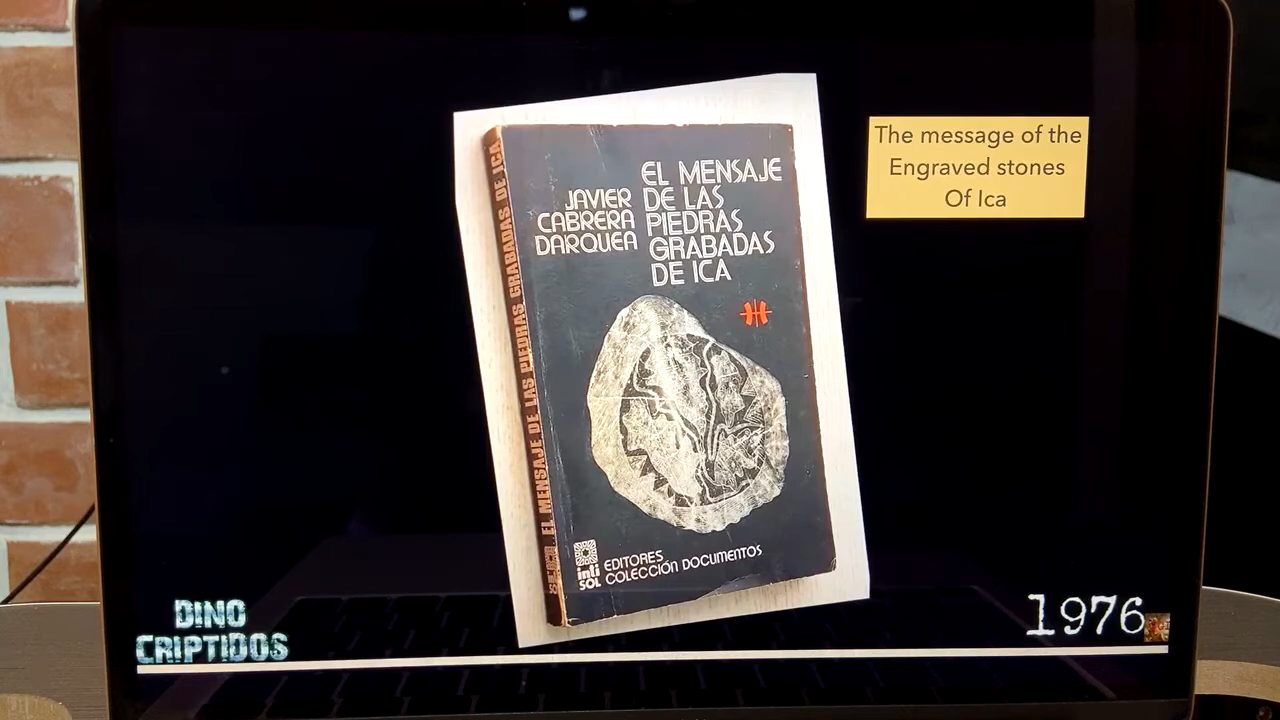 The message of the
Engraved stones
Of Ica
EL MENSAJE DE LAS PIEDRAS GRABADAS DE ICA
JAVIER
CABRERA
DARQUEA
EL MENSAJE
DE LAS
PIEDRAS
GRABADAS
DE ICA
inti
SOL
EDITORES
COLECCIÓN DOCUMENTOS
DINO
CRIPTIDOS
1976